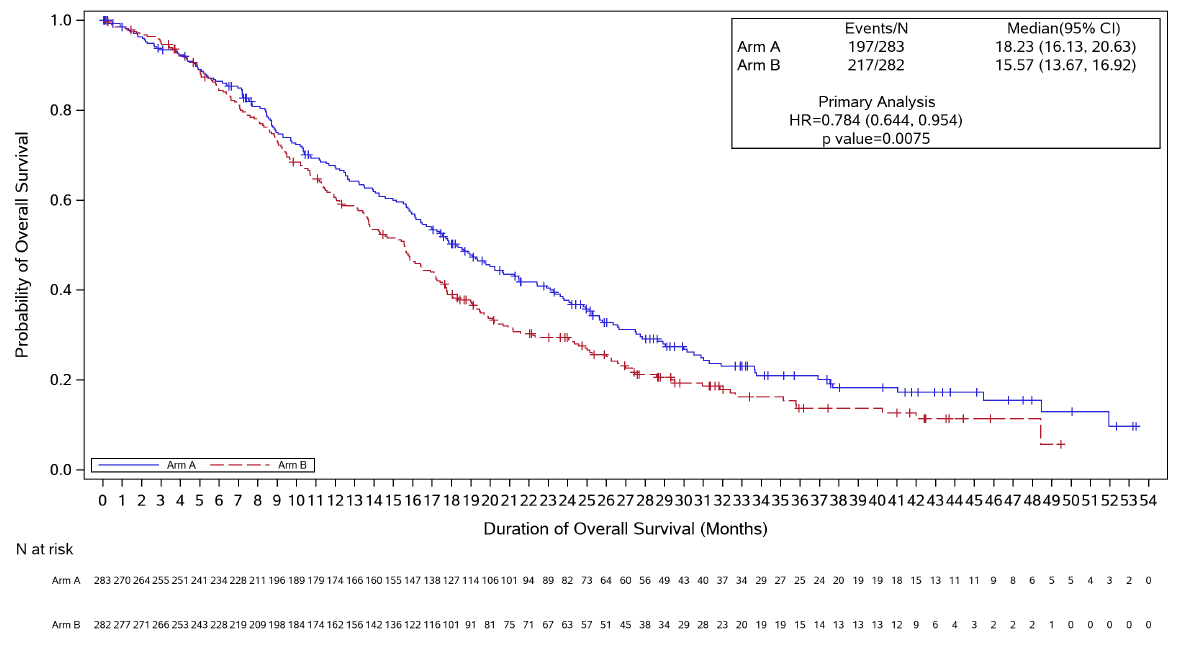 Events/N Median(95% CI)
Arm A 197/283 18.23 (16.13, 20.63)
Arm B 217/282 15.57 (13.67, 16.92)
Primary Analysis
HR=0.784 (0.644, 0.954)
p value=0.0075
Probability of Overall Survival
1.0
0.8
0.6
0.4
0.2
0.0
Arm A Arm B
0 1 2 3 4 5 6 7 8 9 10 11 12 13 14 15 16 17 18 19 20 21 22 23 24 25 26 27 28 29 30 31 32 33 34 35 36 37 38 39 40 41 42 43 44 45 46 47 48 49 50 51 52 53 54
Duration of Overall Survival (Months)
N at risk
Arm A 283 270 264 255 251 241 234 228 211 196 189 179 174 166 160 155 147 138 127 114 106 101 94 89 82 73 64 60 56 49 43 40 37 34 29 27 25 24 20 19 19 18 15 13 11 11 9 8 6 5 5 4 3 2 0
Arm B 282 277 271 266 253 243 228 219 209 198 184 174 162 156 142 136 122 116 101 91 81 75 71 67 63 57 51 45 38 34 29 28 23 20 19 19 15 14 13 13 13 12 9 6 4 3 2 2 2 1 0 0 0 0 0